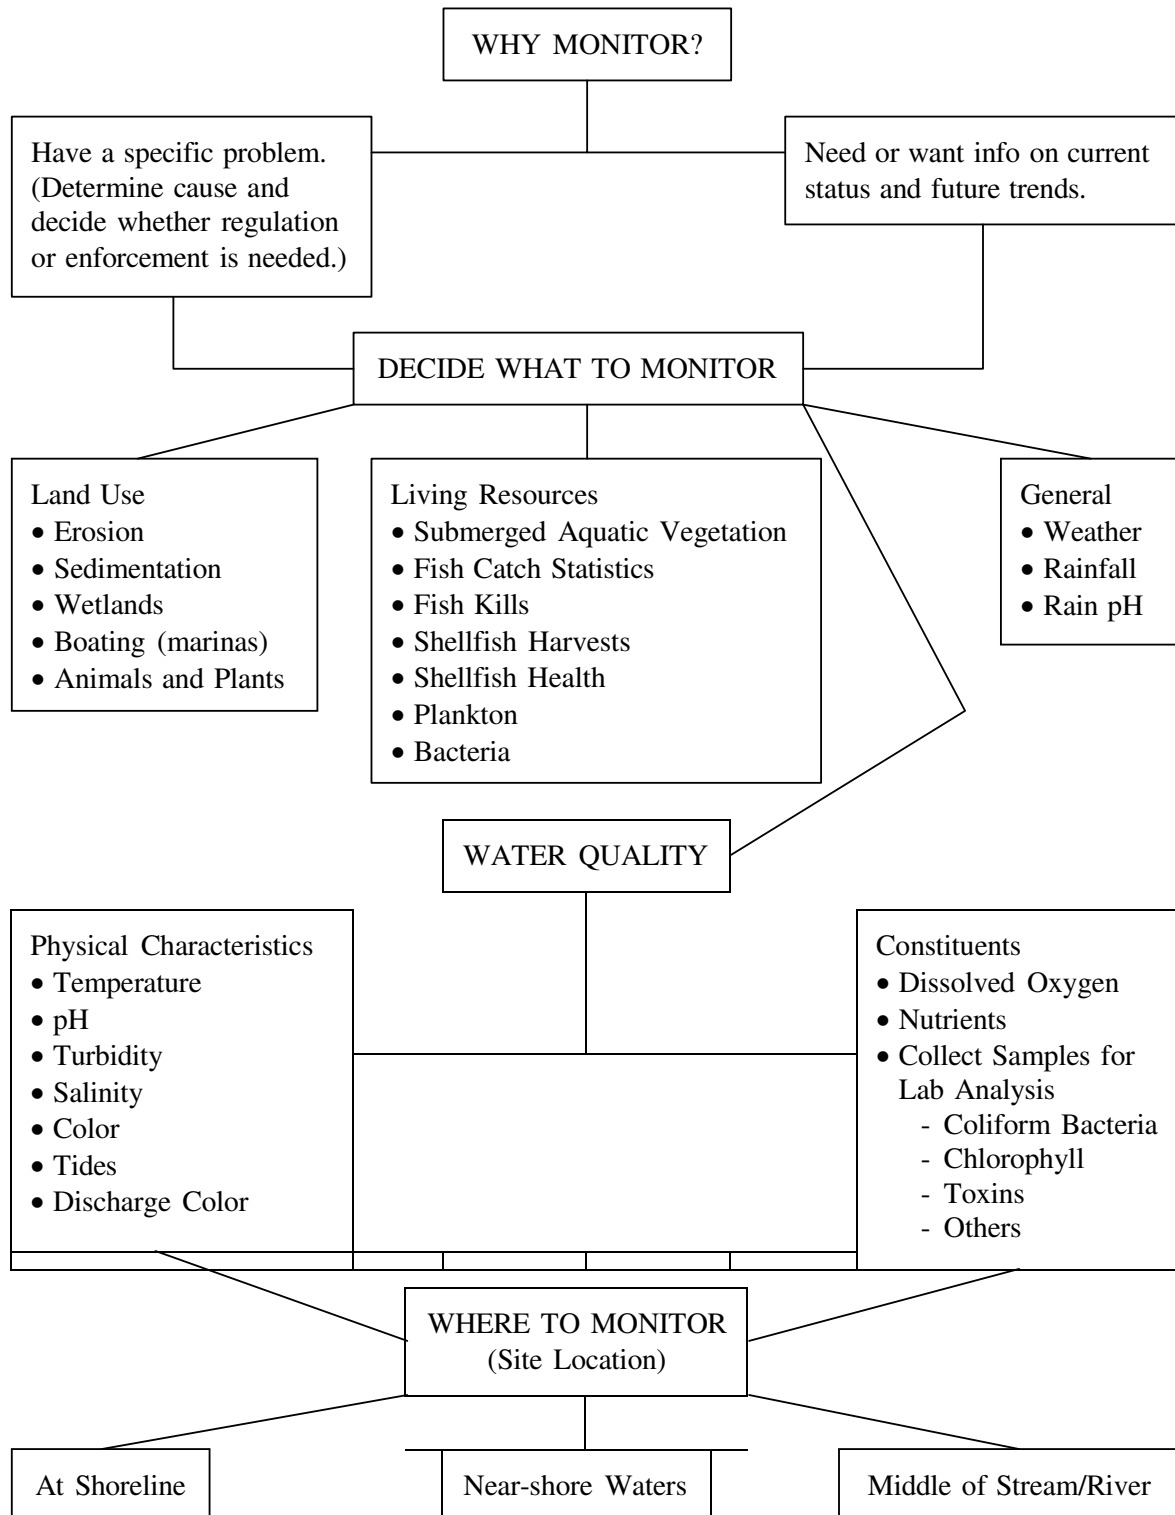 WHY MONITOR?
Have a specific problem.
(Determine cause and
decide whether regulation
or enforcement is needed.)
Need or want info on current
status and future trends.
DECIDE WHAT TO MONITOR
Land Use
• Erosion
• Sedimentation
• Wetlands
• Boating (marinas)
• Animals and Plants
Living Resources
• Submerged Aquatic Vegetation
• Fish Catch Statistics
• Fish Kills
• Shellfish Harvests
• Shellfish Health
• Plankton
• Bacteria
General
• Weather
• Rainfall
• Rain pH
WATER QUALITY
Physical Characteristics
• Temperature
• pH
• Turbidity
• Salinity
• Color
• Tides
• Discharge Color
Constituents
• Dissolved Oxygen
• Nutrients
• Collect Samples for
Lab Analysis
- Coliform Bacteria
- Chlorophyll
- Toxins
- Others
WHERE TO MONITOR
(Site Location)
At Shoreline
Near-shore Waters
Middle of Stream/River